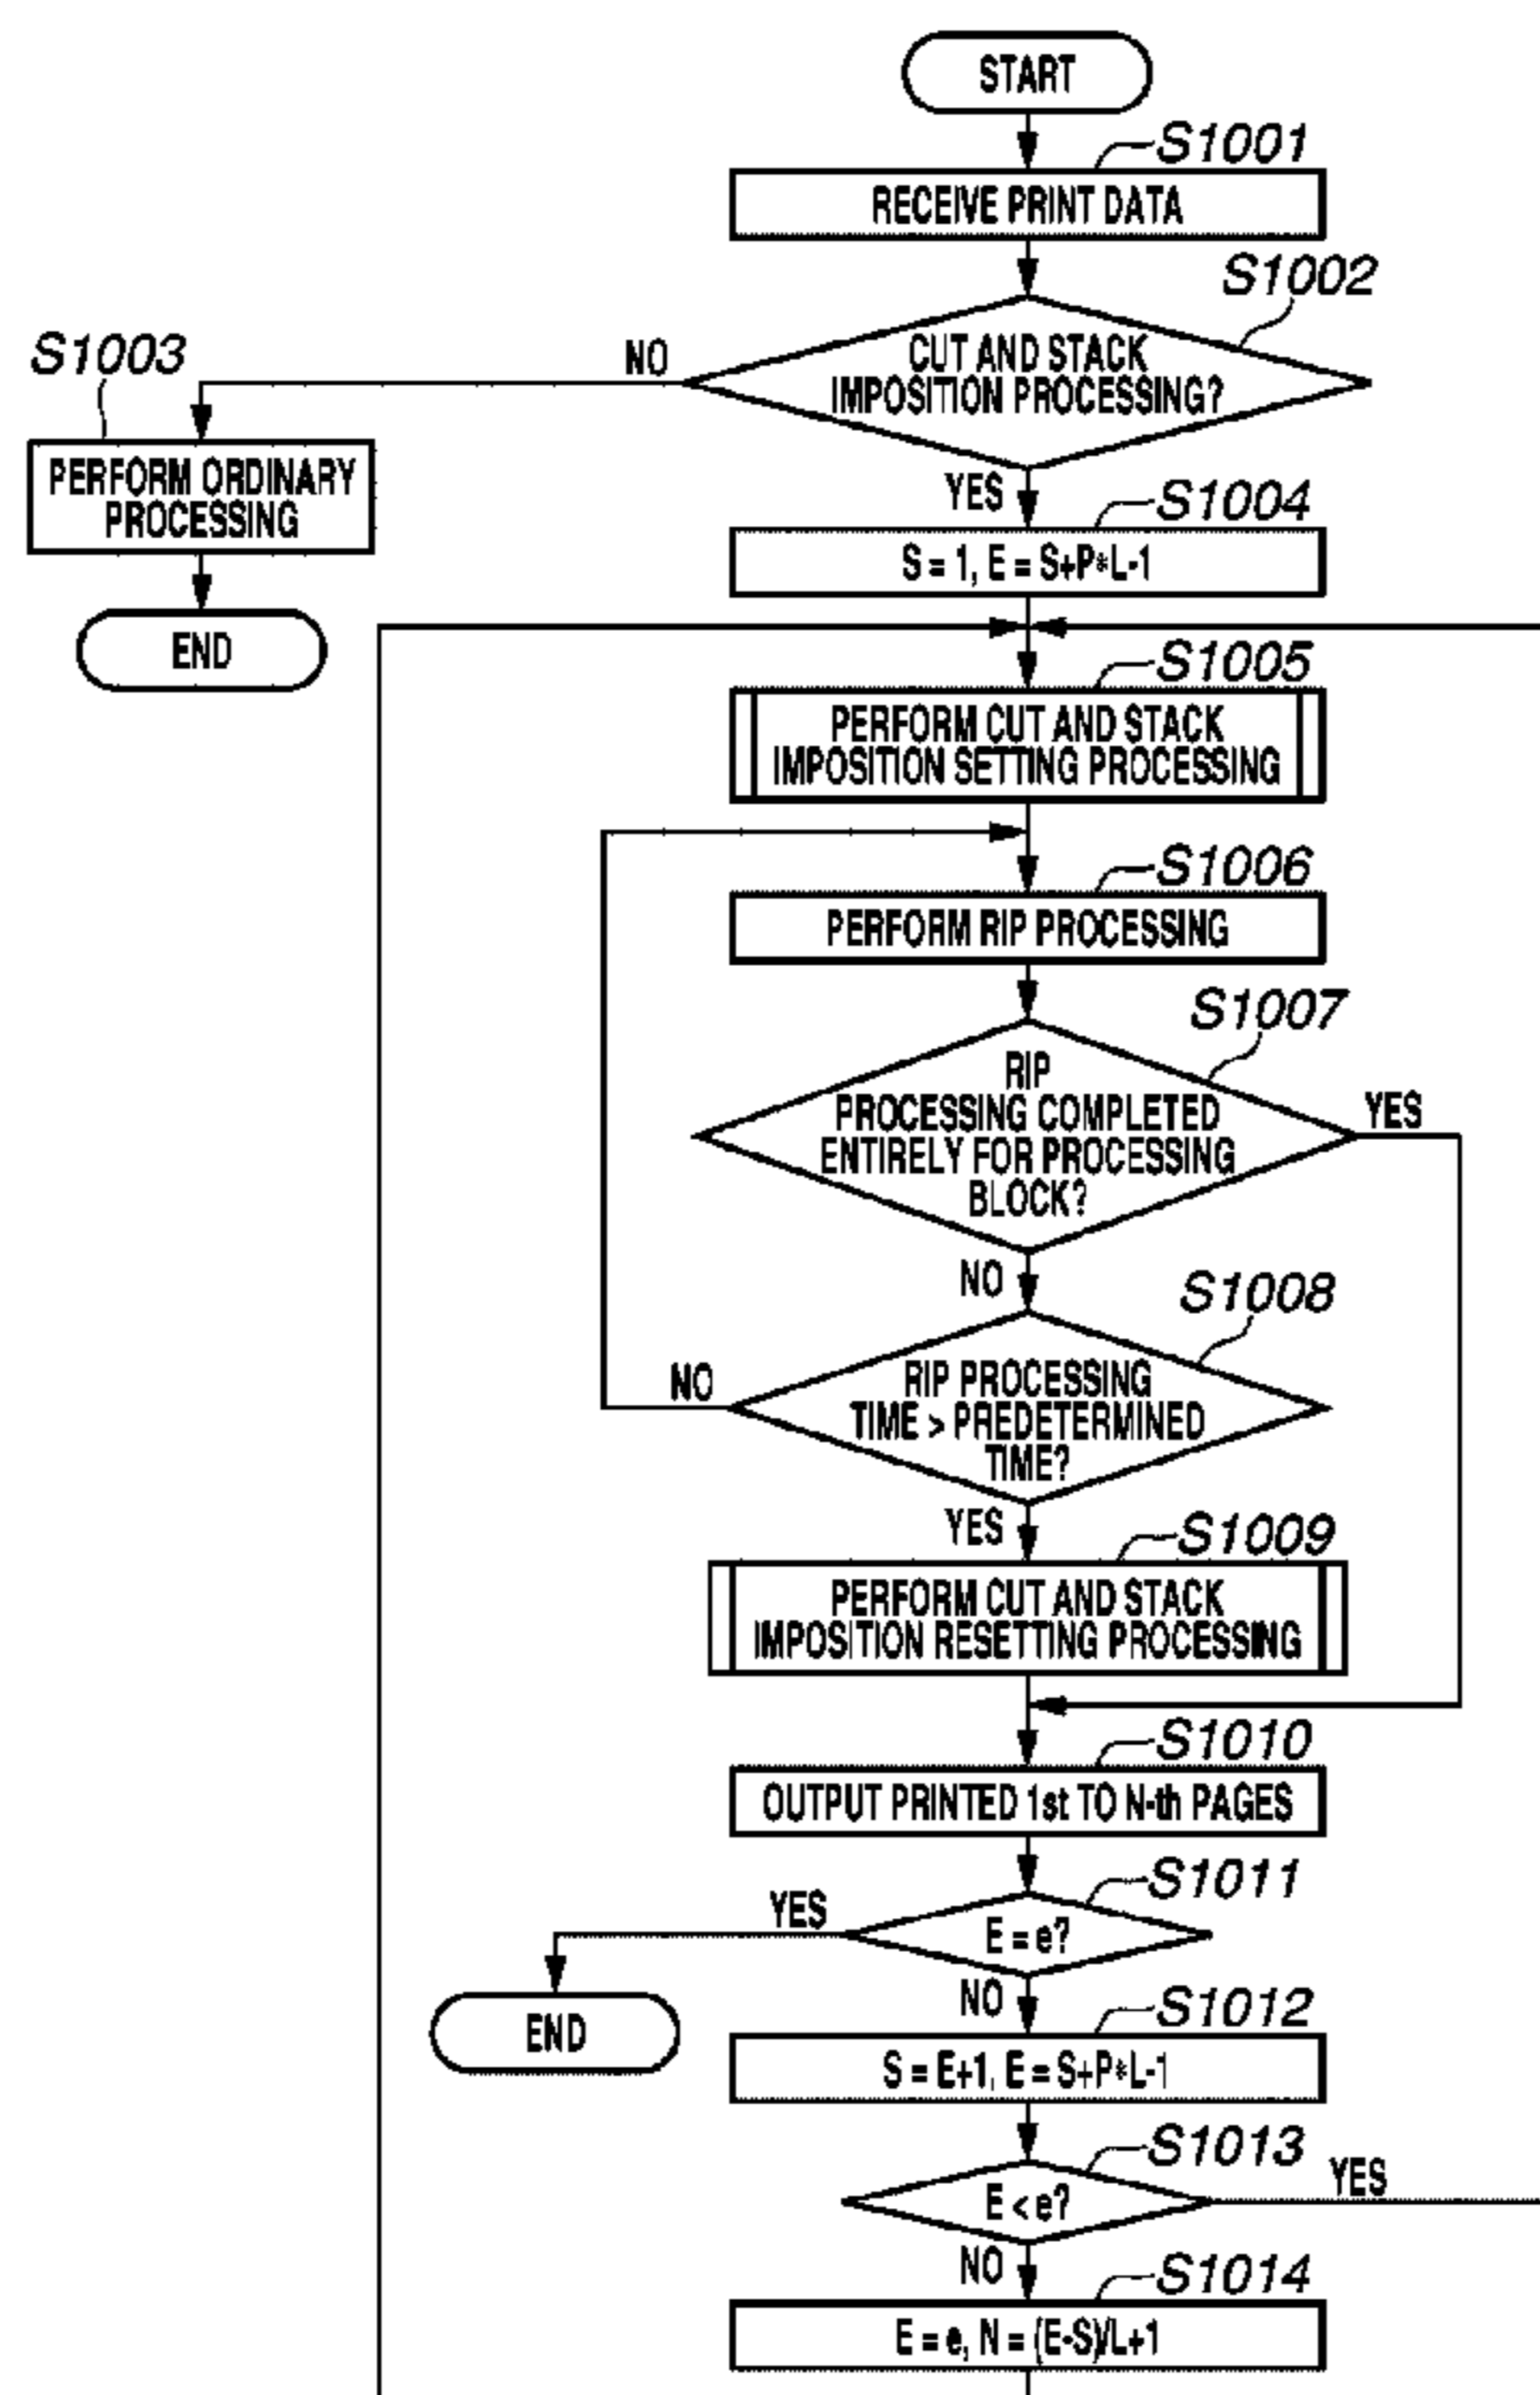 START
S1001
RECEIVE PRINT DATA
S1002
CUT AND STACK
IMPOSITION PROCESSING?
NO
S1003
PERFORM ORDINARY
PROCESSING
END
YES
S1004
S = 1, E = S+P*L-1
S1005
PERFORM CUT AND STACK
IMPOSITION SETTING PROCESSING
S1006
PERFORM RIP PROCESSING
S1007
RIP
PROCESSING COMPLETED
ENTIRELY FOR PROCESSING
BLOCK?
YES
NO
S1008
RIP PROCESSING
TIME > PREDETERMINED
TIME?
NO
YES
S1009
PERFORM CUT AND STACK
IMPOSITION RESETTING PROCESSING
S1010
OUTPUT PRINTED 1st TO N-th PAGES
S1011
E = e?
YES
END
NO
S1012
S = E+1, E = S+P*L-1
S1013
E < e?
YES
NO
S1014
E = e, N = (E-S)/L+1